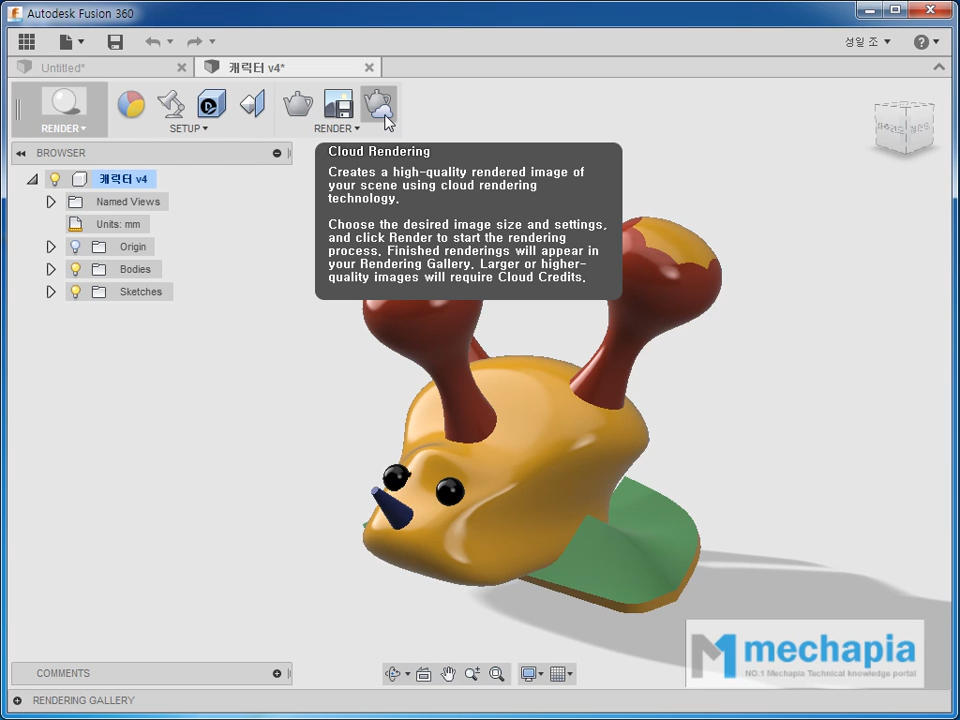 Autodesk Fusion 360
성일 조
Untitled*
캐릭터 v4*
RENDER
SETUP
RENDER
BROWSER
Cloud Rendering
Creates a high-quality rendered image of
your scene using cloud rendering
technology.
Choose the desired image size and settings,
and click Render to start the rendering
process. Finished renderings will appear in
your Rendering Gallery. Larger or higher-
quality images will require Cloud Credits.
캐릭터 v4
Named Views
Units: mm
Origin
Bodies
Sketches
mechapia
NO.1 Mechapia Technical knowledge portal
COMMENTS
RENDERING GALLERY